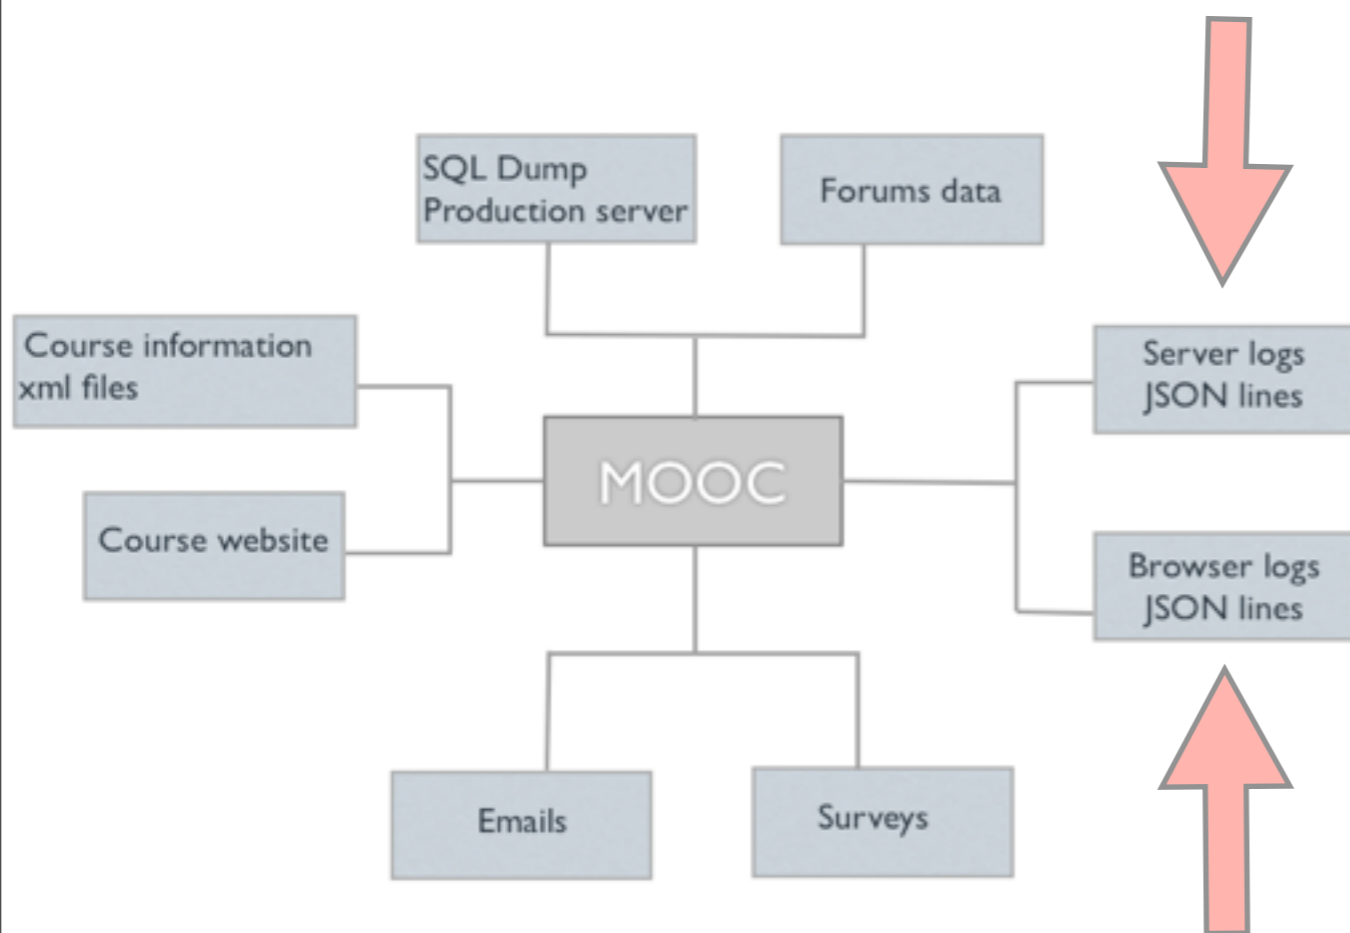 SQL Dump
Production server
Forums data
Course information
xml files
Server logs
JSON lines
MOOC
Course website
Browser logs
JSON lines
Emails
Surveys